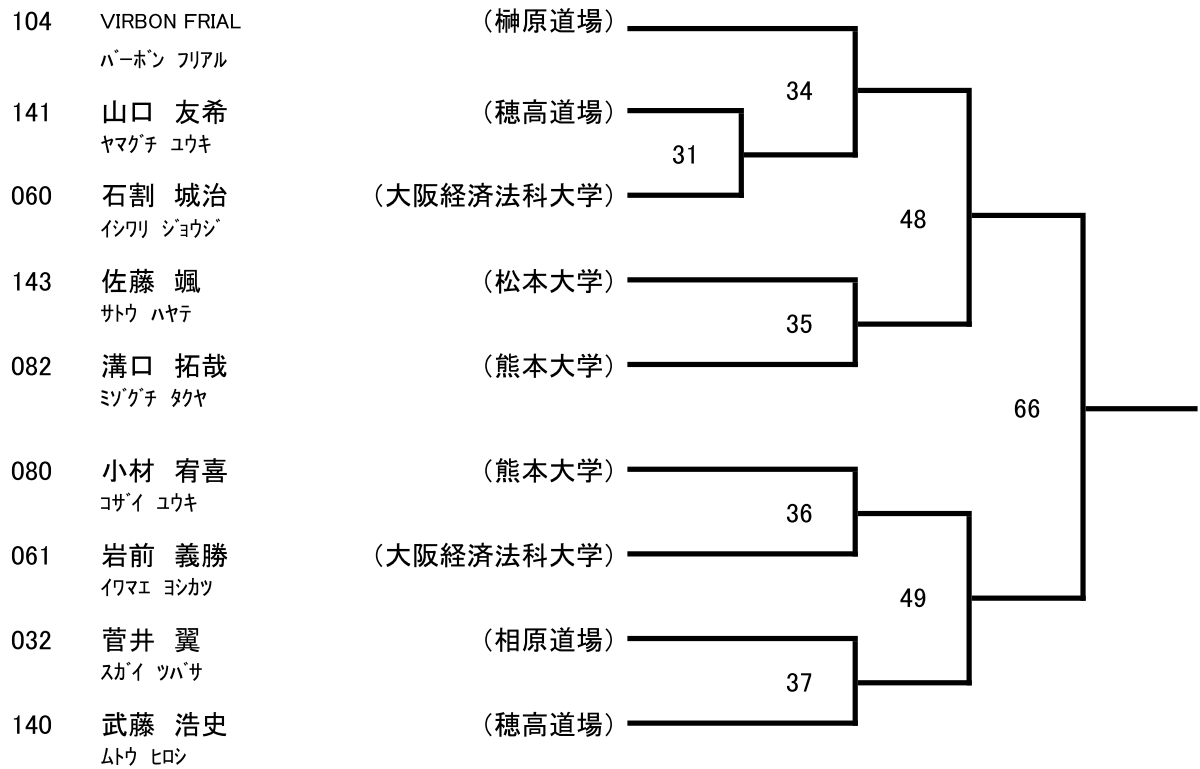 104 VIRBON FRIAL (榊原道場)
ﾊﾞｰﾎﾞﾝ ﾌﾘｱﾙ
34
141 山口 友希 (穂高道場)
ﾔﾏｸﾞﾁ ﾕｳｷ
31
060 石割 城治 (大阪経済法科大学)
ｲｼﾜﾘ ｼﾞｮｳｼﾞ
48
143 佐藤 颯 (松本大学)
ｻﾄｳ ﾊﾔﾃ
35
082 溝口 拓哉 (熊本大学)
ﾐｿﾞｸﾞﾁ ﾀｸﾔ
66
080 小材 宥喜 (熊本大学)
ｺｻﾞｲ ﾕｳｷ
36
061 岩前 義勝 (大阪経済法科大学)
ｲﾜﾏｴ ﾖｼｶﾂ
49
032 菅井 翼 (相原道場)
ｽｶﾞｲ ﾂﾊﾞｻ
37
140 武藤 浩史 (穂高道場)
ﾑﾄｳ ﾋﾛｼ